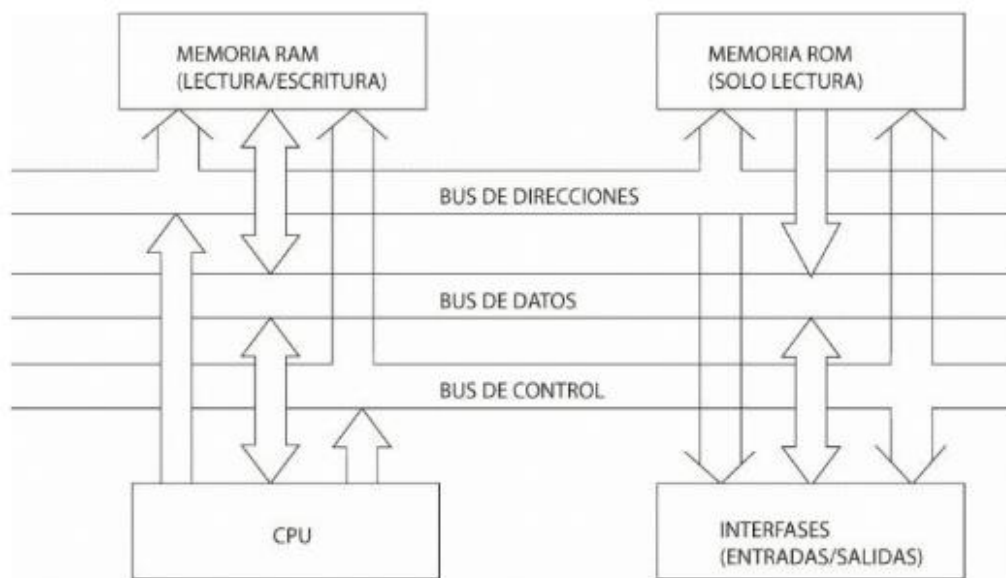 MEMORIA RAM
(LECTURA/ESCRITURA)
MEMORIA ROM
(SOLO LECTURA)
BUS DE DIRECCIONES
BUS DE DATOS
BUS DE CONTROL
CPU
INTERFASES
(ENTRADAS/SALIDAS)